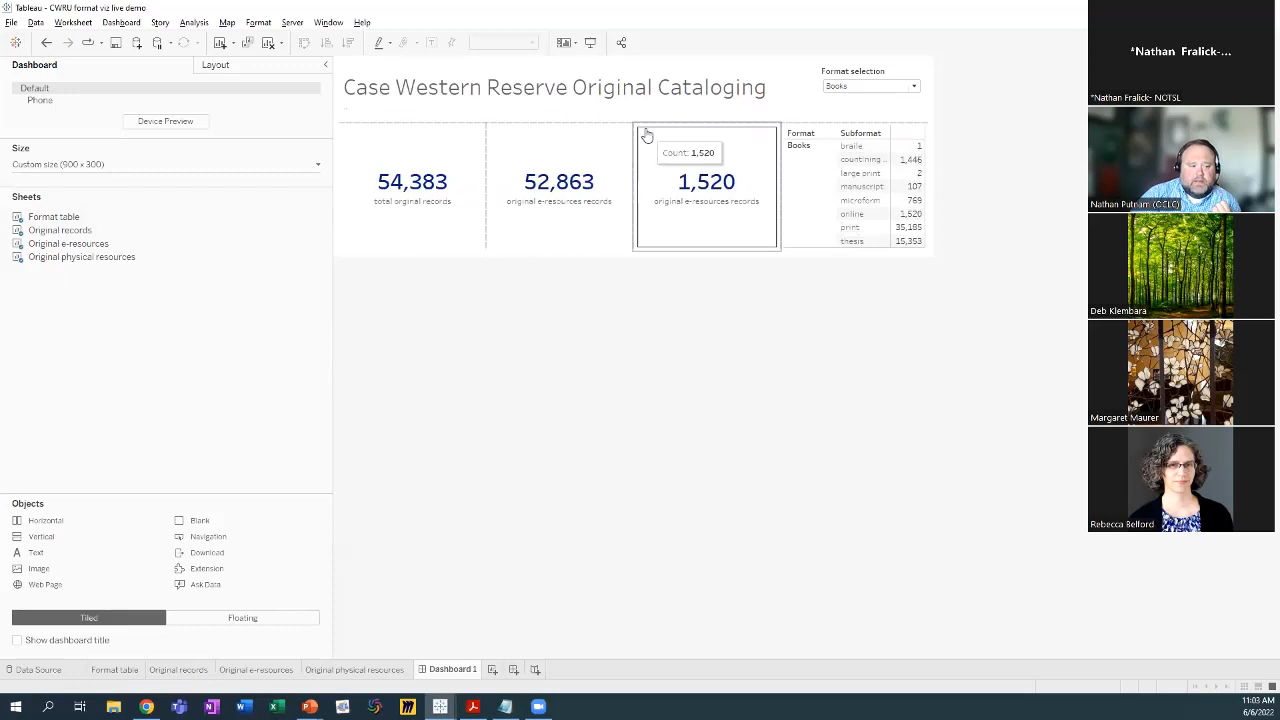 Tableau - CWRU format viz live demo
File Data Worksheet Dashboard Story Analysis Map Format Server Window Help
Dashboard Layout
Default
Phone
Device Preview
Size
Custom size (900 x 300)
Sheets
Format table
Original records
Original e-resources
Original physical resources
Objects
Horizontal Blank
Vertical Navigation
Text Download
Image Extension
Web Page Ask Data
Tiled Floating
Show dashboard title
Case Western Reserve Original Cataloging
Format selection
Books
54,383
total orginal records
52,863
original e-resources records
Count: 1,520
1,520
original e-resources records
Format Subformat
Books braile 1
countining .. 1,446
large print 2
manuscript 107
microform 769
online 1,520
print 35,185
thesis 15,353
Data Source Format table Original records Original e-resources Original physical resources Dashboard 1
*Nathan Fralick-...
*Nathan Fralick- NOTSL
Nathan Putnam (OCLC)
Deb Klembara
Margaret Maurer
Rebecca Belford
11:03 AM
6/6/2022